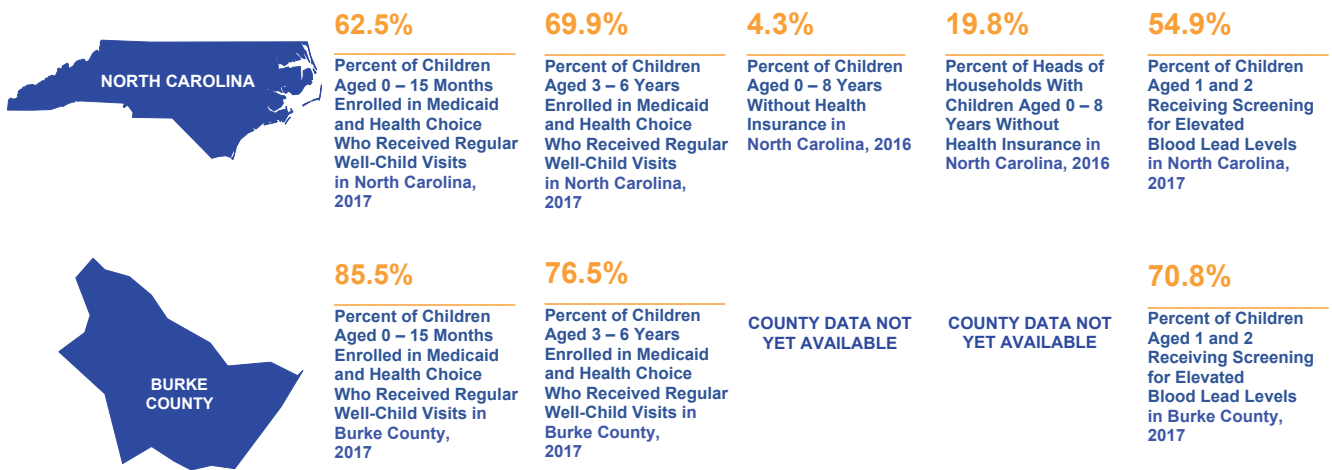 NORTH CAROLINA
62.5%
Percent of Children
Aged 0 – 15 Months
Enrolled in Medicaid
and Health Choice
Who Received Regular
Well-Child Visits
in North Carolina,
2017
69.9%
Percent of Children
Aged 3 – 6 Years
Enrolled in Medicaid
and Health Choice
Who Received Regular
Well-Child Visits
in North Carolina,
2017
4.3%
Percent of Children
Aged 0 – 8 Years
Without Health
Insurance in
North Carolina, 2016
19.8%
Percent of Heads of
Households With
Children Aged 0 – 8
Years Without
Health Insurance in
North Carolina, 2016
54.9%
Percent of Children
Aged 1 and 2
Receiving Screening
for Elevated
Blood Lead Levels
in North Carolina,
2017
BURKE
COUNTY
85.5%
Percent of Children
Aged 0 – 15 Months
Enrolled in Medicaid
and Health Choice
Who Received Regular
Well-Child Visits in
Burke County,
2017
76.5%
Percent of Children
Aged 3 – 6 Years
Enrolled in Medicaid
and Health Choice
Who Received Regular
Well-Child Visits in
Burke County,
2017
COUNTY DATA NOT
YET AVAILABLE
COUNTY DATA NOT
YET AVAILABLE
70.8%
Percent of Children
Aged 1 and 2
Receiving Screening
for Elevated
Blood Lead Levels
in Burke County,
2017